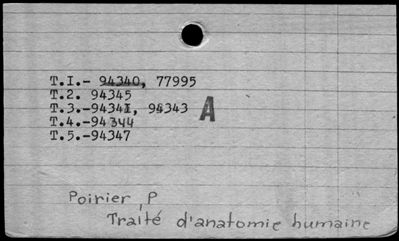 T.I.- 94340, 77995
T.2. 94345
T.3.-94341, 94343
A
T.4.-94344
T.5.-94347
Poirier, P
Traité d'anatomie humaine